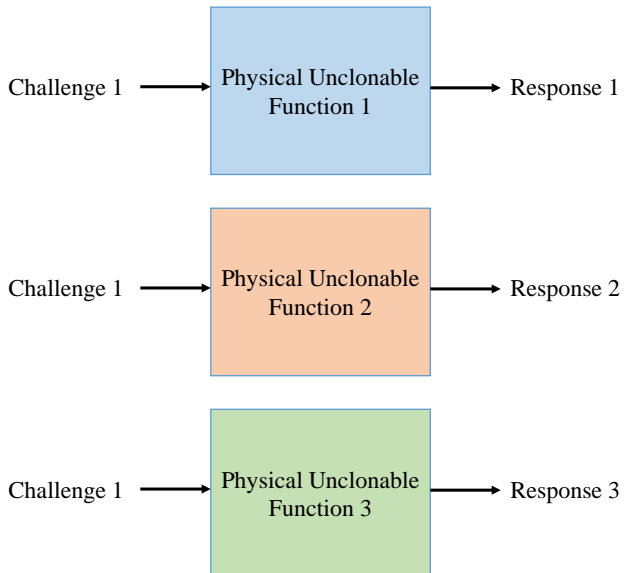 Challenge 1
Physical Unclonable
Function 1
Response 1
Challenge 1
Physical Unclonable
Function 2
Response 2
Challenge 1
Physical Unclonable
Function 3
Response 3